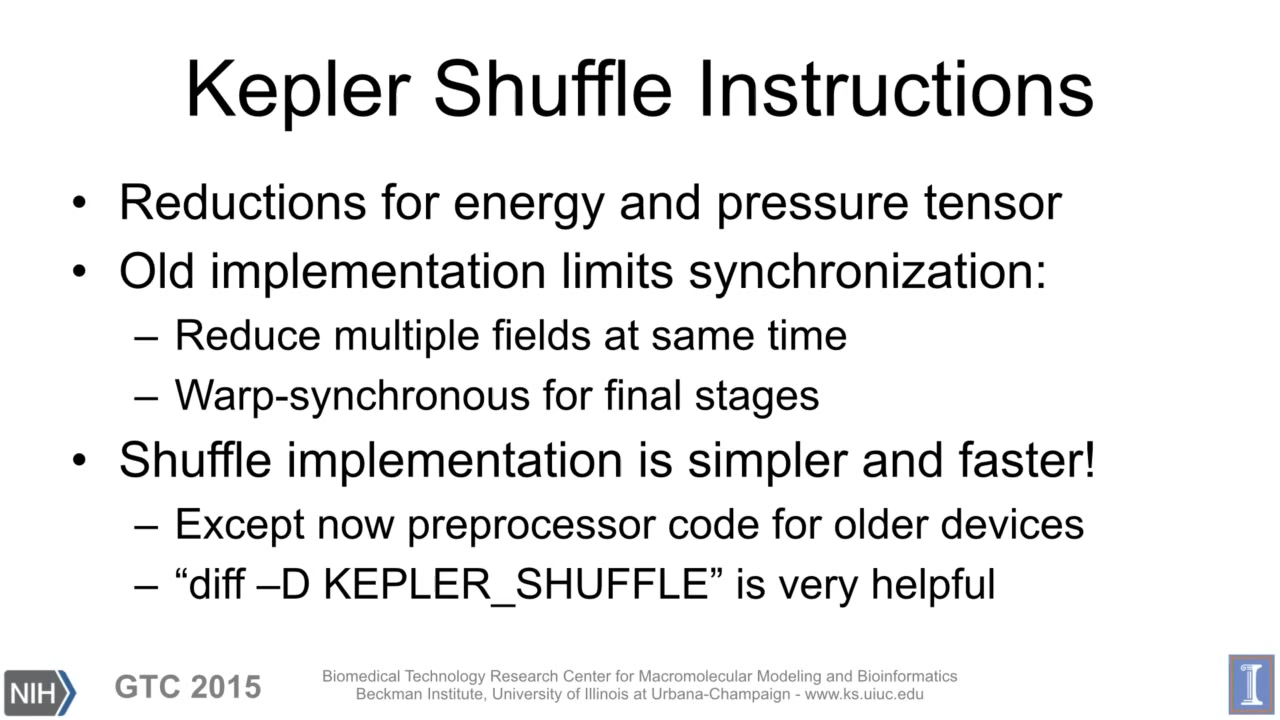 Kepler Shuffle Instructions
• Reductions for energy and pressure tensor
• Old implementation limits synchronization:
– Reduce multiple fields at same time
– Warp-synchronous for final stages
• Shuffle implementation is simpler and faster!
– Except now preprocessor code for older devices
– “diff –D KEPLER_SHUFFLE” is very helpful
NIH
GTC 2015
Biomedical Technology Research Center for Macromolecular Modeling and Bioinformatics
Beckman Institute, University of Illinois at Urbana-Champaign - www.ks.uiuc.edu
I